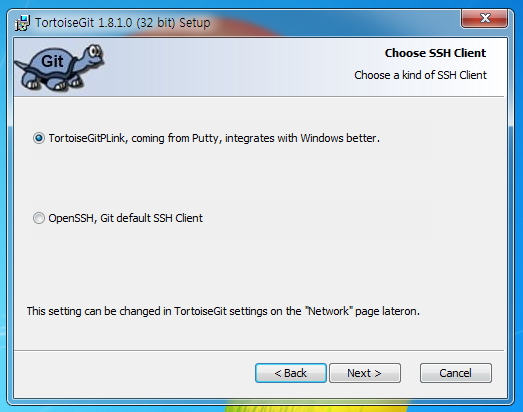 TortoiseGit 1.8.1.0 (32 bit) Setup
Git
Choose SSH Client
Choose a kind of SSH Client
TortoiseGitPLink, coming from Putty, integrates with Windows better.
OpenSSH, Git default SSH Client
This setting can be changed in TortoiseGit settings on the "Network" page lateron.
< Back
Next >
Cancel